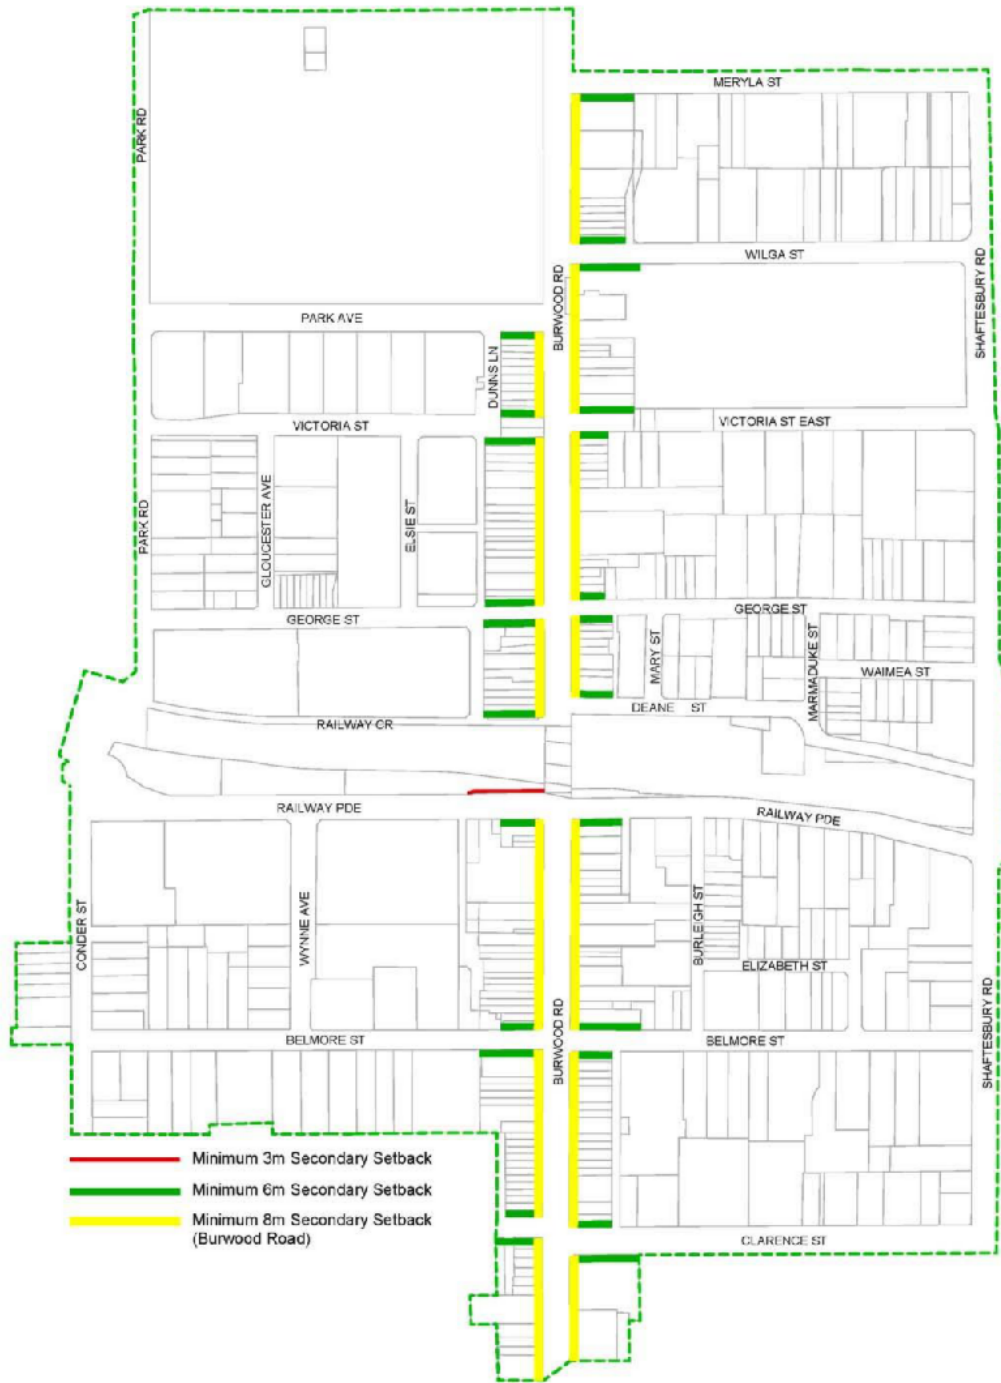 MERYLA ST
PARK RD
WILGA ST
BURWOOD RD
SHAFTESBURY RD
PARK AVE
DUNNS LN
VICTORIA ST
VICTORIA ST EAST
PARK RD
GLOUCESTER AVE
ELSIE ST
GEORGE ST
GEORGE ST
MARY ST
MARMADUKE ST
WAIMEA ST
DEANE ST
RAILWAY CR
RAILWAY PDE
RAILWAY PDE
CONDER ST
WYNNE AVE
BURLEIGH ST
ELIZABETH ST
BURWOOD RD
SHAFTESBURY RD
BELMORE ST
BELMORE ST
Minimum 3m Secondary Setback
Minimum 6m Secondary Setback
Minimum 8m Secondary Setback
(Burwood Road)
CLARENCE ST